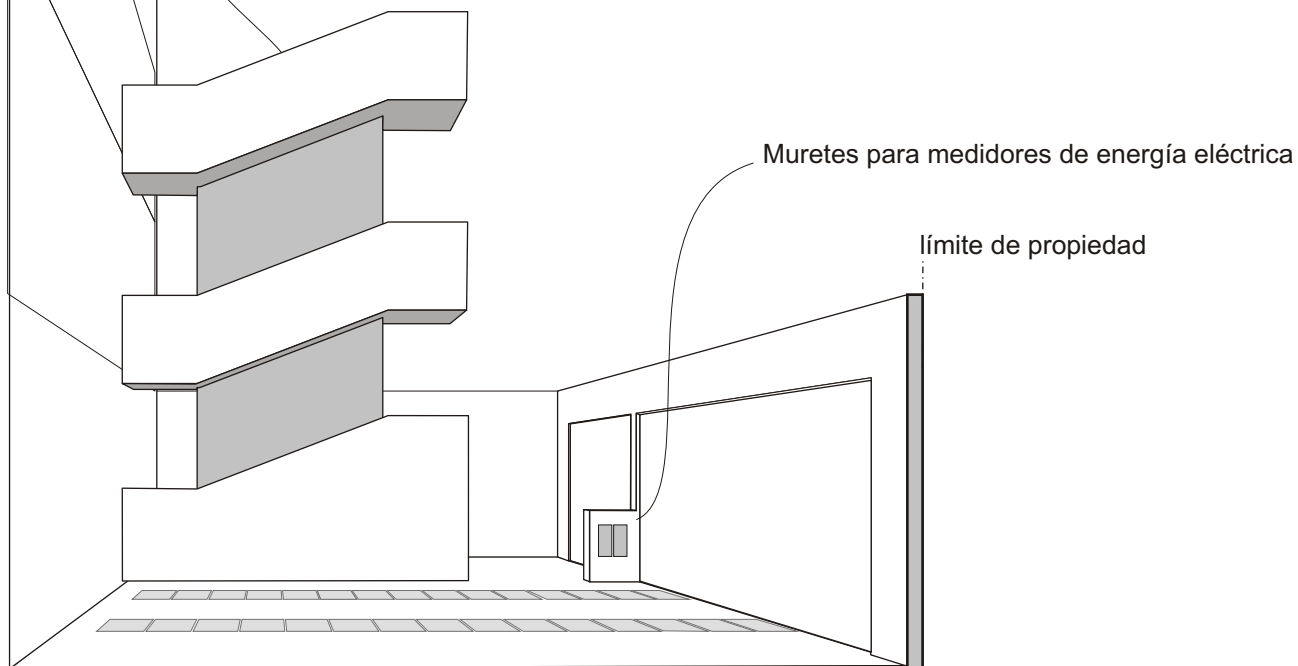 Muretes para medidores de energía eléctrica
límite de propiedad